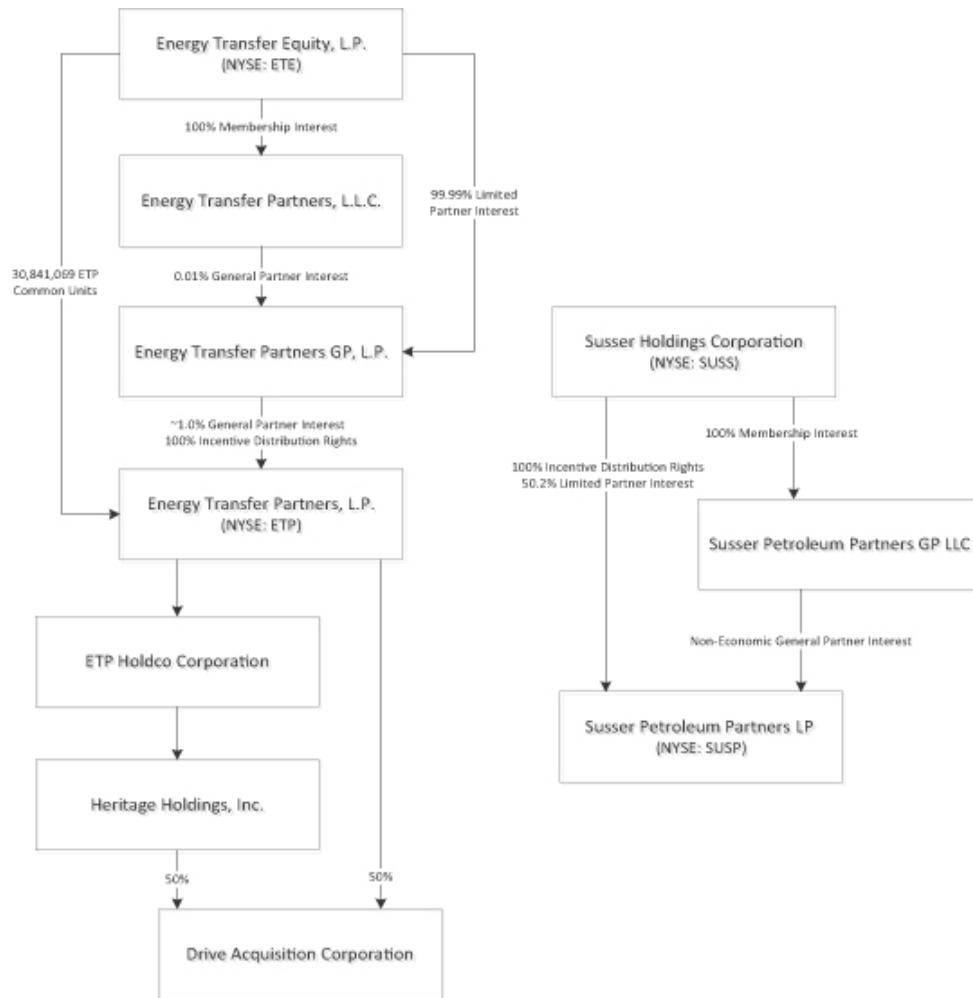 Energy Transfer Equity, L.P.
(NYSE: ETE)
100% Membership Interest
Energy Transfer Partners, L.L.C.
99.99% Limited
Partner Interest
0.01% General Partner Interest
30,841,069 ETP
Common Units
Energy Transfer Partners GP, L.P.
~1.0% General Partner Interest
100% Incentive Distribution Rights
Energy Transfer Partners, L.P.
(NYSE: ETP)
ETP Holdco Corporation
Heritage Holdings, Inc.
50%
50%
Drive Acquisition Corporation
Susser Holdings Corporation
(NYSE: SUSS)
100% Membership Interest
100% Incentive Distribution Rights
50.2% Limited Partner Interest
Susser Petroleum Partners GP LLC
Non-Economic General Partner Interest
Susser Petroleum Partners LP
(NYSE: SUSP)